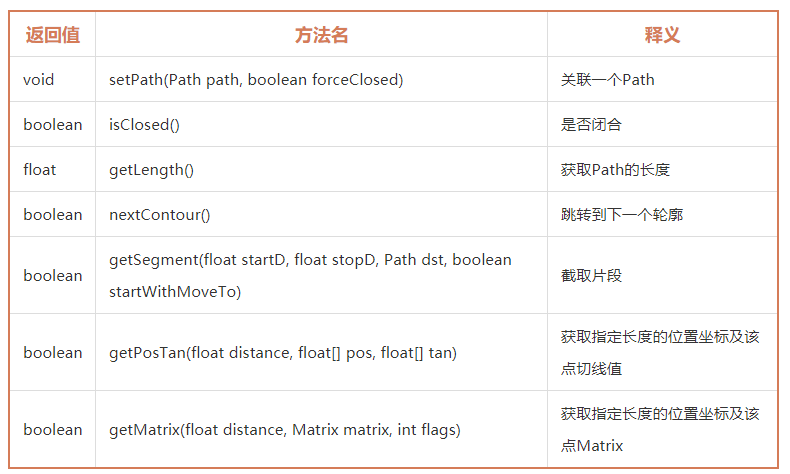 返回值 方法名 释义
void setPath(Path path, boolean forceClosed) 关联一个Path
boolean isClosed() 是否闭合
float getLength() 获取Path的长度
boolean nextContour() 跳转到下一个轮廓
boolean getSegment(float startD, float stopD, Path dst, boolean
startWithMoveTo) 截取片段
boolean getPosTan(float distance, float[] pos, float[] tan) 获取指定长度的位置坐标及该
点切线值
boolean getMatrix(float distance, Matrix matrix, int flags) 获取指定长度的位置坐标及该
点Matrix